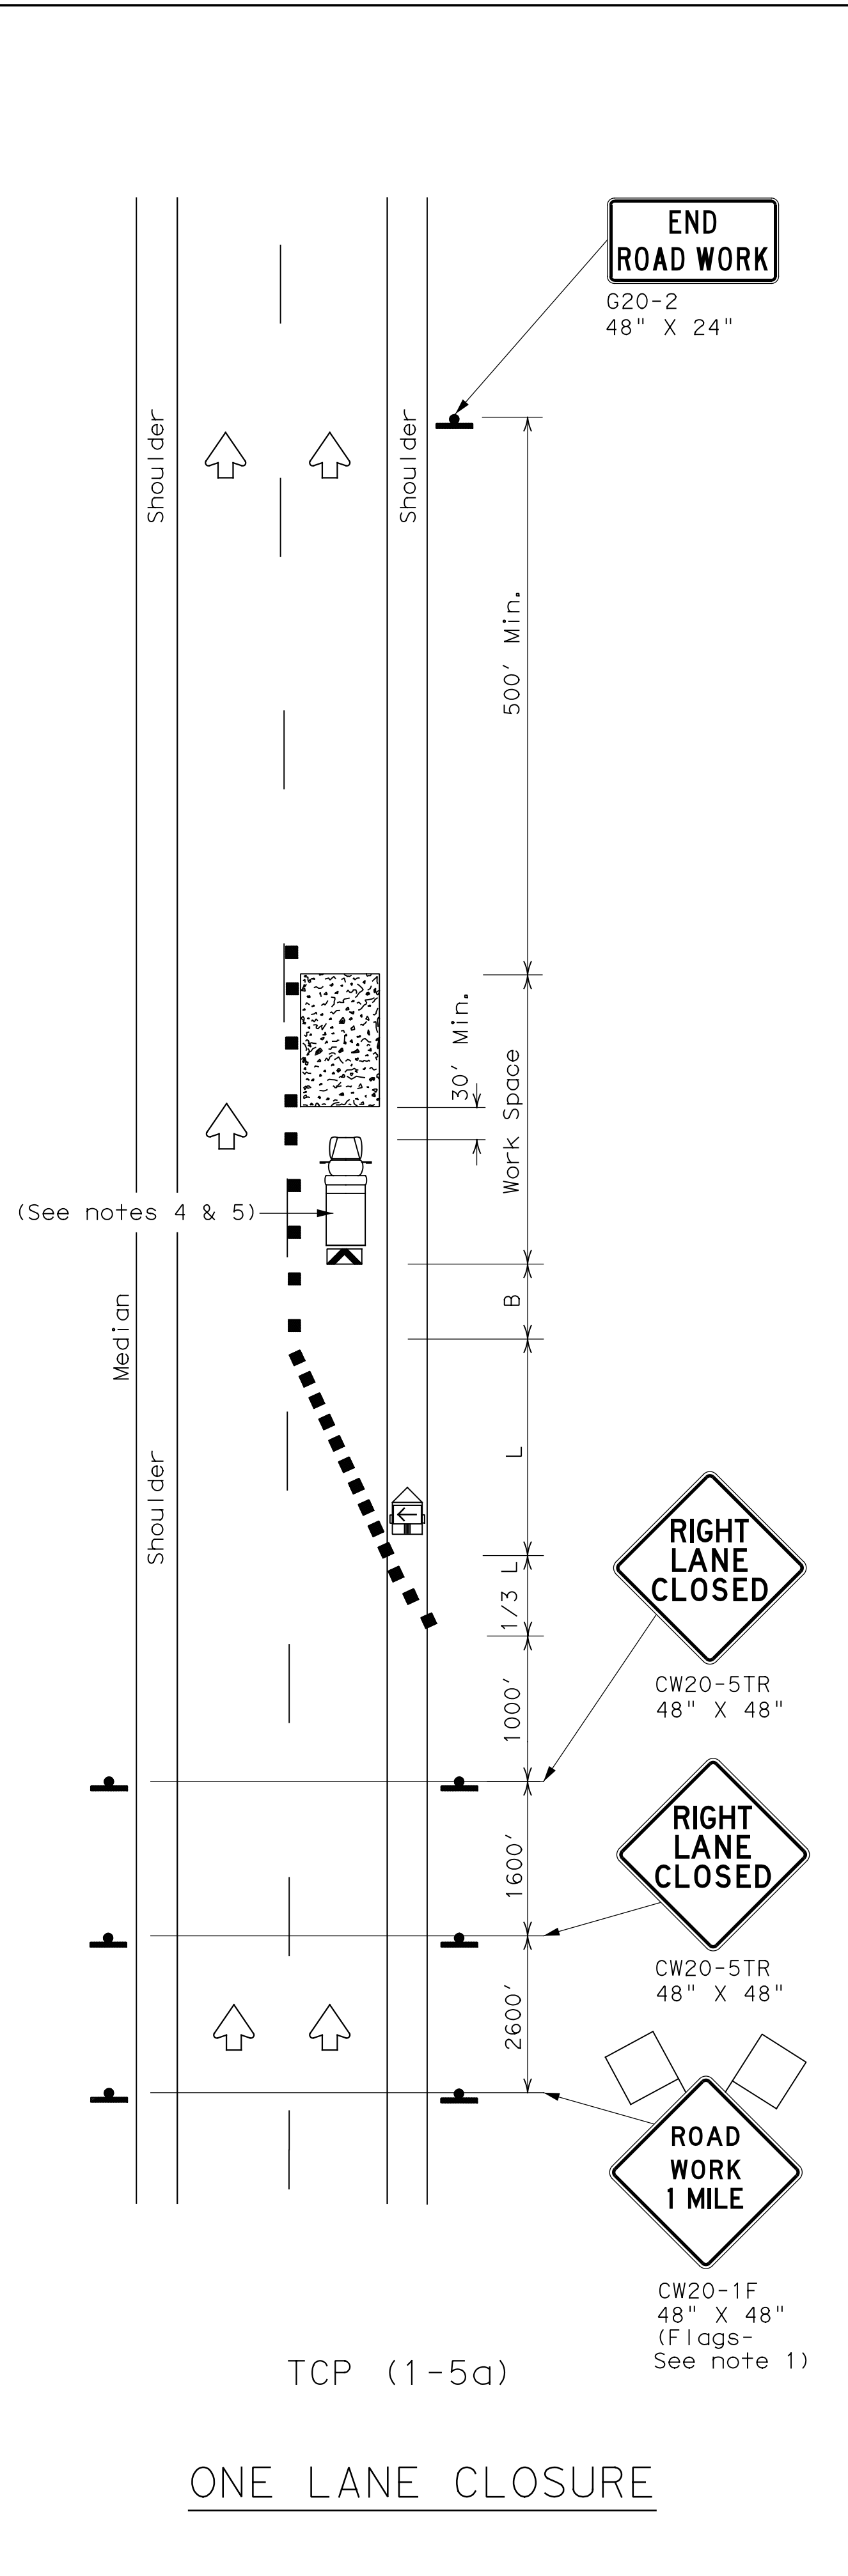 END
ROAD WORK
G20-2
48" X 24"
Shoulder
Shoulder
500' Min.
30' Min.
Work Space
(See notes 4 & 5)
B
Median
L
Shoulder
RIGHT
LANE
CLOSED
1/3 L
CW20-5TR
48" X 48"
1000'
RIGHT
LANE
CLOSED
1600'
CW20-5TR
48" X 48"
2600'
ROAD
WORK
1 MILE
CW20-1F
48" X 48"
(Flags-
See note 1)
TCP (1-5a)
ONE LANE CLOSURE